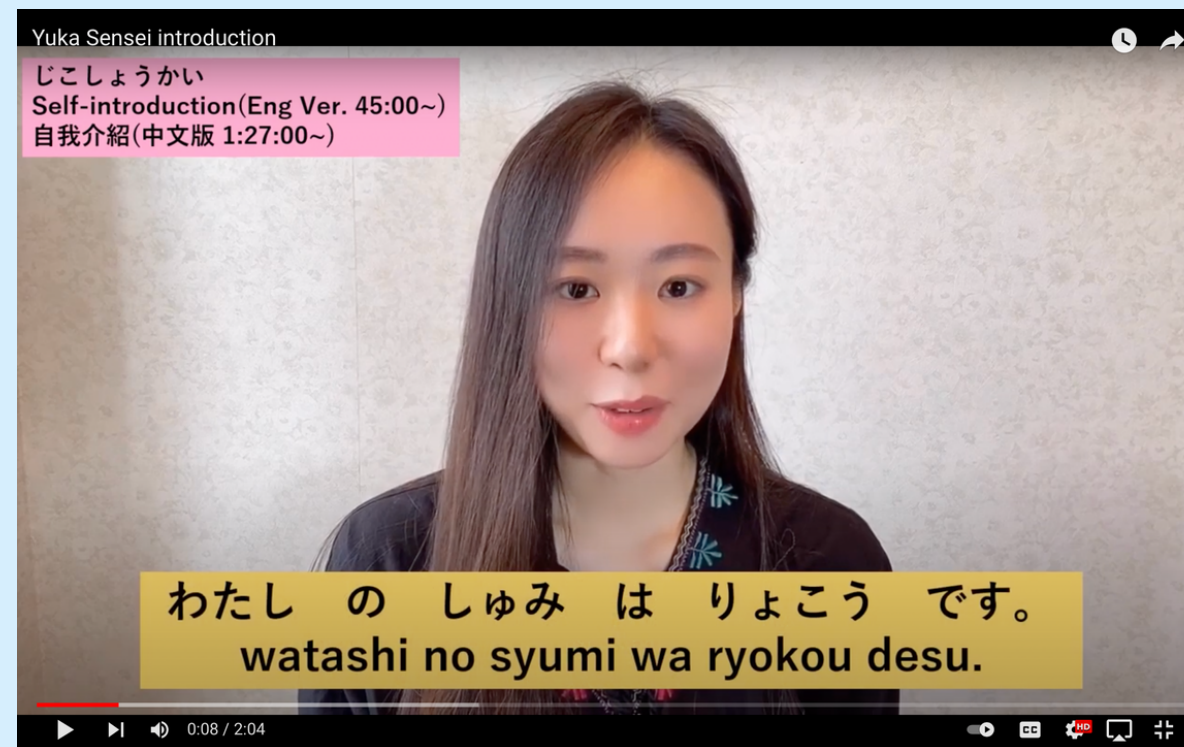 Yuka Sensei introduction
じこしょうかい
Self-introduction(Eng Ver. 45:00~)
自我介紹(中文版 1:27:00~)
わたし の しゅみ は りょこう です。
watashi no syumi wa ryokou desu.
0:08 / 2:04
CC
HD